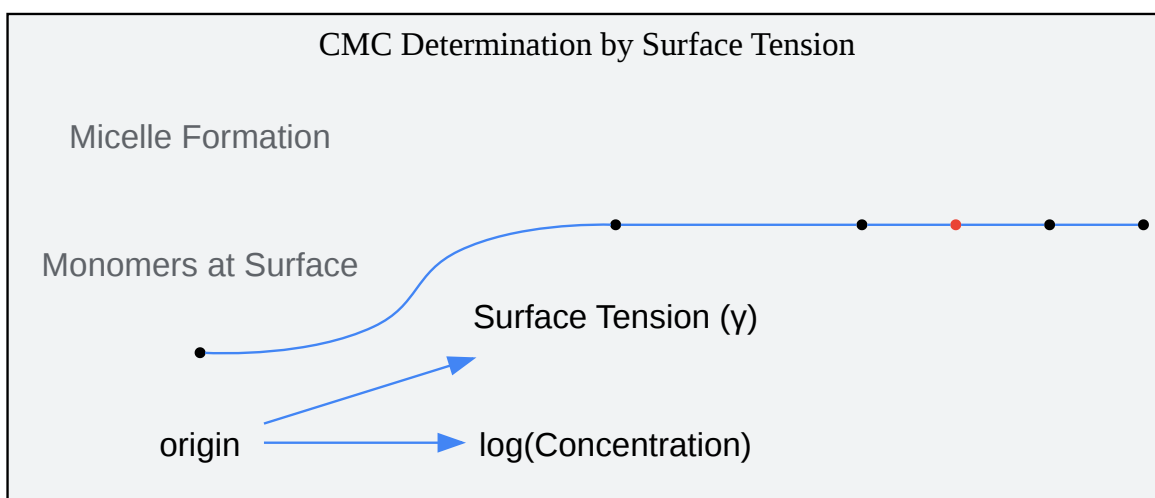 CMC Determination by Surface Tension
Micelle Formation
Monomers at Surface
Surface Tension (γ)
origin
log(Concentration)